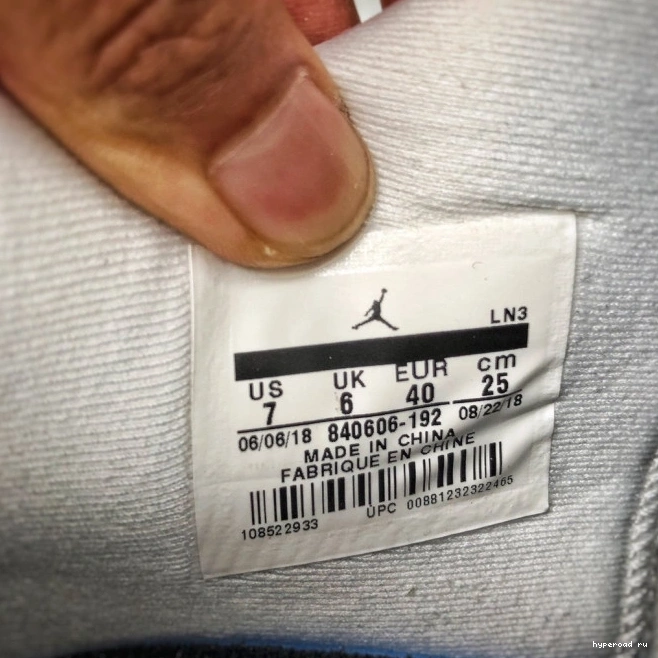 LN3
US UK EUR cm
7 6 40 25
06/06/18 840606-192 08/22/18
MADE IN CHINA
FABRIQUE EN CHINE
108522933 UPC 00881232322465
hyperoad ru